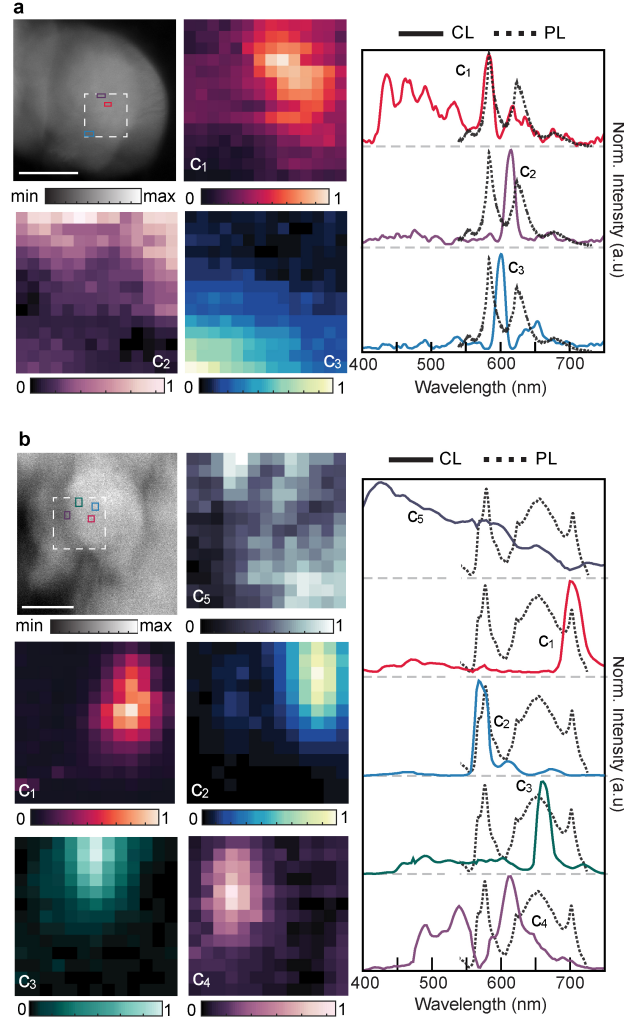 a
CL PL
C1
C1
min max
0 1
C2
C3
C2
C3
0 1
0 1
400 500 600 700
Wavelength (nm)
Norm. Intensity (a.u)
b
CL PL
C5
C5
min max
0 1
C1
C2
C1
C2
0 1
0 1
C3
C4
C3
C4
0 1
0 1
400 500 600 700
Wavelength (nm)
Norm. Intensity (a.u)